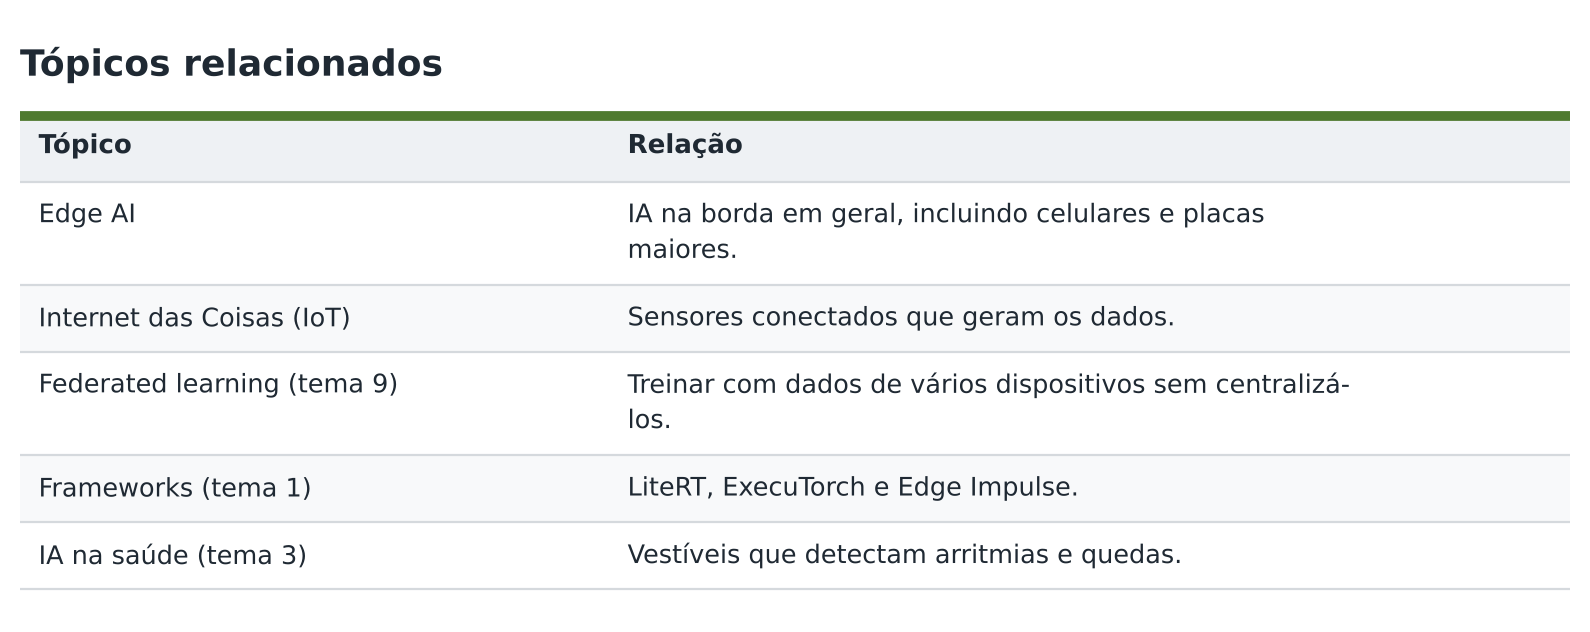 Tópicos relacionados
Tópico Relação
Edge AI IA na borda em geral, incluindo celulares e placas
maiores.
Internet das Coisas (IoT) Sensores conectados que geram os dados.
Federated learning (tema 9) Treinar com dados de vários dispositivos sem centralizá-
los.
Frameworks (tema 1) LiteRT, ExecuTorch e Edge Impulse.
IA na saúde (tema 3) Vestíveis que detectam arritmias e quedas.